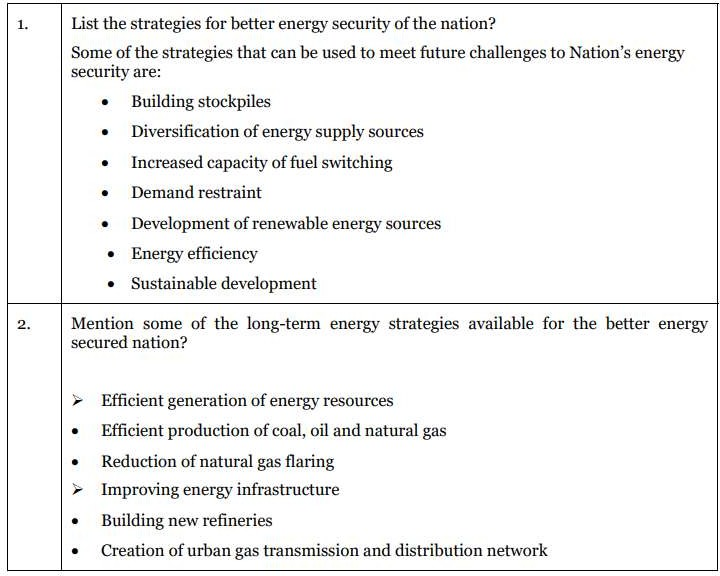 1. List the strategies for better energy security of the nation?
Some of the strategies that can be used to meet future challenges to Nation’s energy
security are:
• Building stockpiles
• Diversification of energy supply sources
• Increased capacity of fuel switching
• Demand restraint
• Development of renewable energy sources
• Energy efficiency
• Sustainable development
2. Mention some of the long-term energy strategies available for the better energy
secured nation?
➢ Efficient generation of energy resources
• Efficient production of coal, oil and natural gas
• Reduction of natural gas flaring
➢ Improving energy infrastructure
• Building new refineries
• Creation of urban gas transmission and distribution network